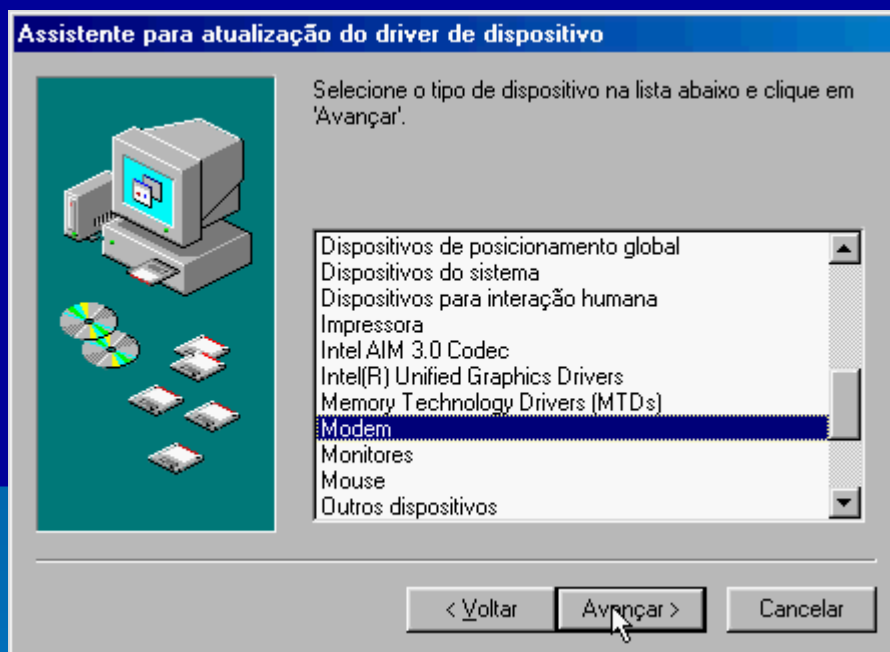 Assistente para atualização do driver de dispositivo
Selecione o tipo de dispositivo na lista abaixo e clique em
'Avançar'.
Dispositivos de posicionamento global
Dispositivos do sistema
Dispositivos para interação humana
Impressora
Intel AIM 3.0 Codec
Intel(R) Unified Graphics Drivers
Memory Technology Drivers (MTDs)
Modem
Monitores
Mouse
Outros dispositivos
< Voltar
Avançar >
Cancelar